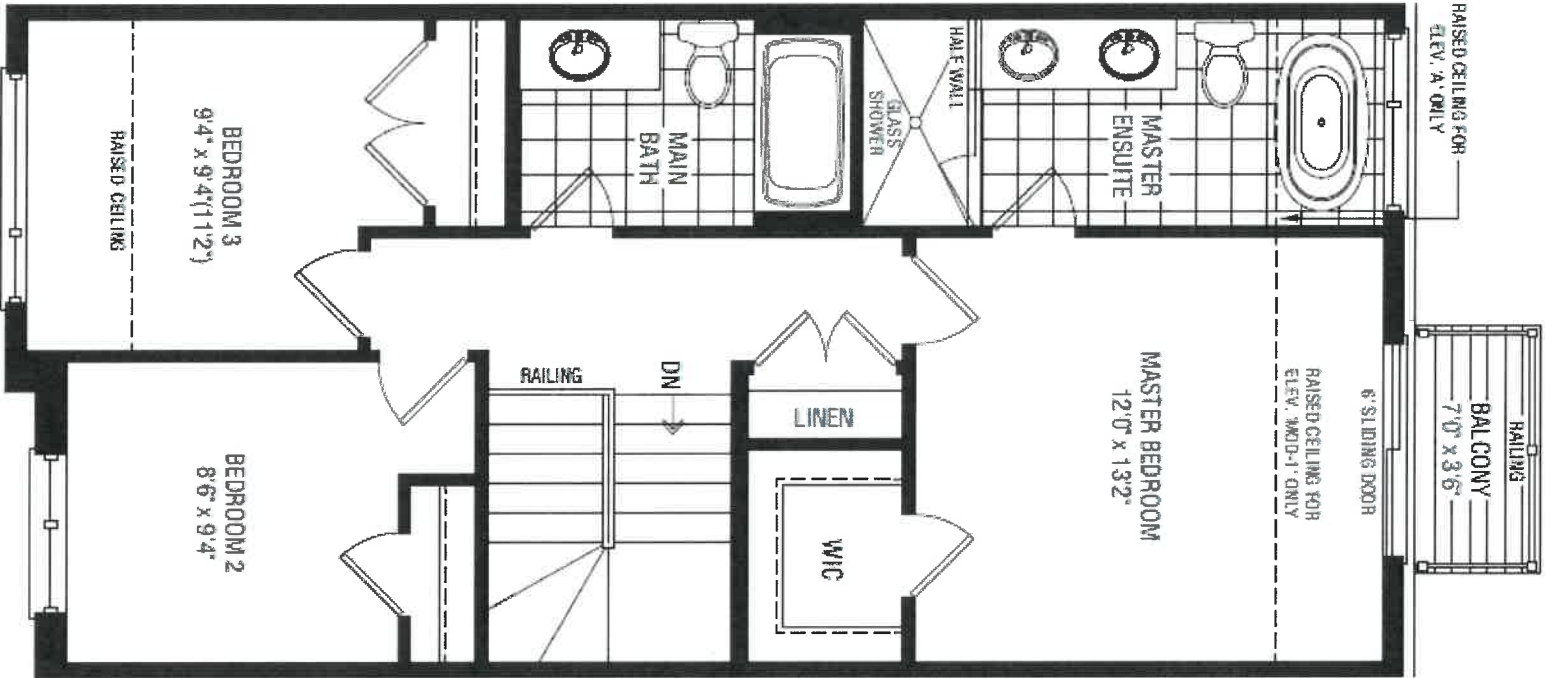 RAISED CEILING FOR
ELEV. 'A' ONLY
RAILING
BALCONY
7'0" x 3'6"
6' SLIDING DOOR
RAISED CEILING FOR
ELEV. 'MOD-1' ONLY
MASTER BEDROOM
12'0" x 13'2"
MASTER
ENSUITE
HALF WALL
GLASS
SHOWER
MAIN
BATH
LINEN
WIC
DN
RAILING
BEDROOM 3
9'4" x 9'4"(11'2")
RAISED CEILING
BEDROOM 2
8'6" x 9'4"